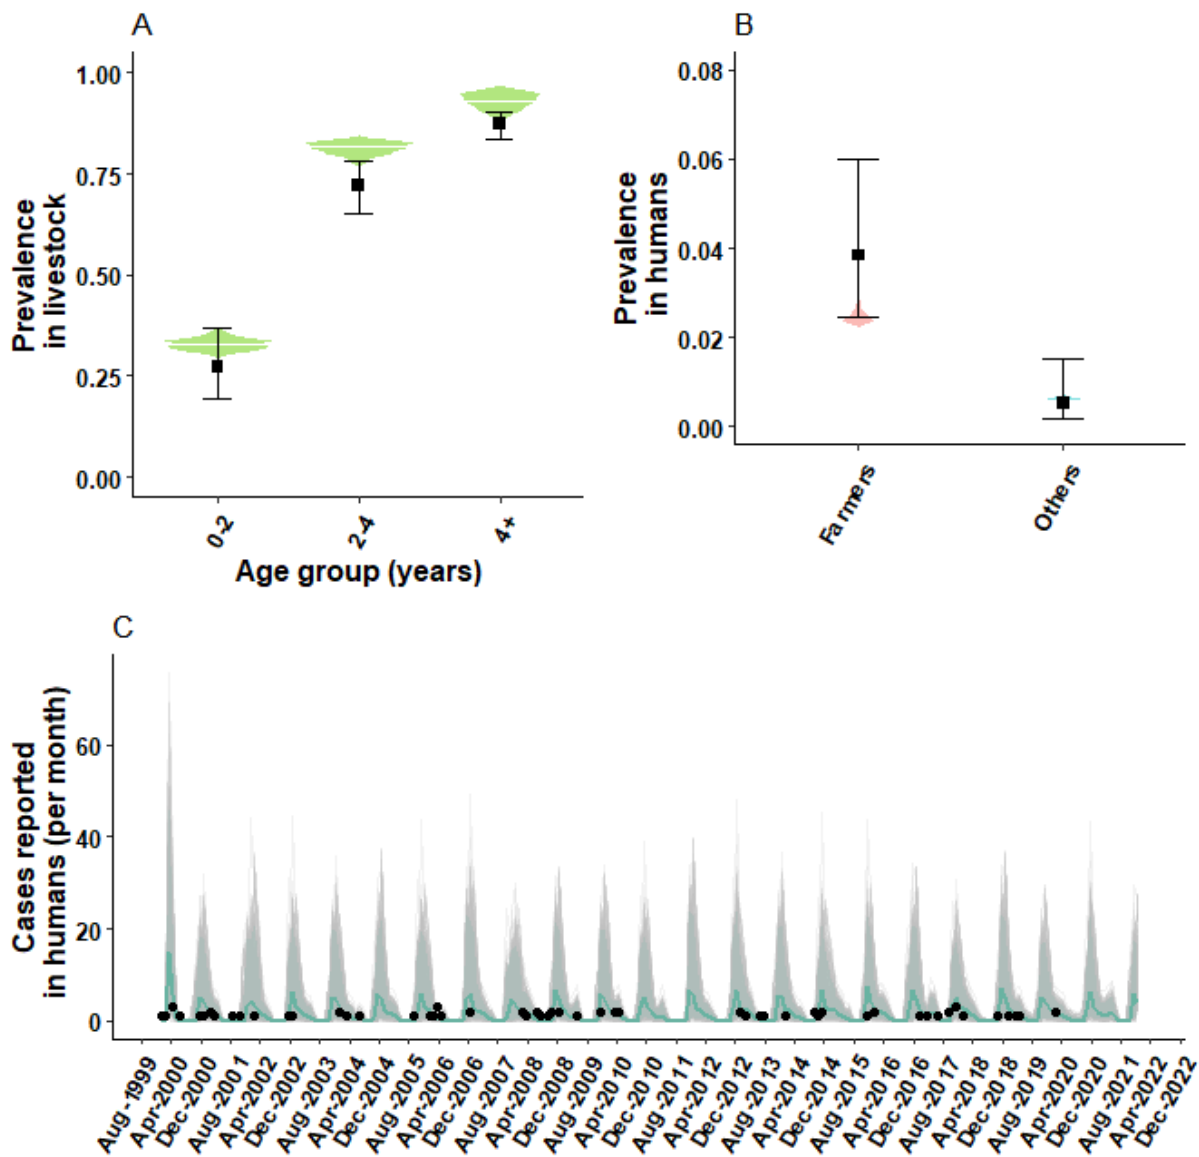 A
Prevalence
in livestock
1.00
0.75
0.50
0.25
0.00
0-2
2-4
4+
Age group (years)
B
Prevalence
in humans
0.08
0.06
0.04
0.02
0.00
Farmers
Others
C
Cases reported
in humans (per month)
60
40
20
0
Aug-1999
Apr-2000
Dec-2000
Aug-2001
Apr-2002
Dec-2002
Aug-2003
Apr-2004
Dec-2004
Aug-2005
Apr-2006
Dec-2006
Aug-2007
Apr-2008
Dec-2008
Aug-2009
Apr-2010
Dec-2010
Aug-2011
Apr-2012
Dec-2012
Aug-2013
Apr-2014
Dec-2014
Aug-2015
Apr-2016
Dec-2016
Aug-2017
Apr-2018
Dec-2018
Aug-2019
Apr-2020
Dec-2020
Aug-2021
Apr-2022
Dec-2022